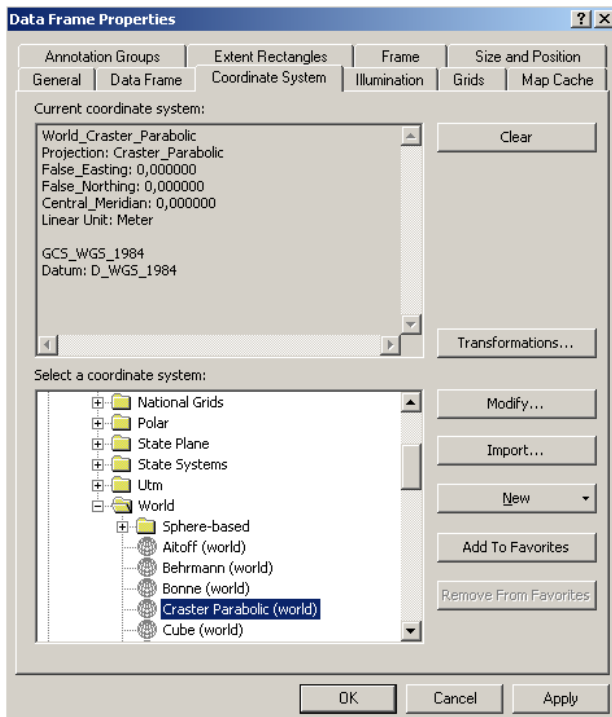 Data Frame Properties
Annotation Groups Extent Rectangles Frame Size and Position
General Data Frame Coordinate System Illumination Grids Map Cache
Current coordinate system:
World_Craster_Parabolic
Clear
Projection: Craster_Parabolic
False_Easting: 0,000000
False_Northing: 0,000000
Central_Meridian: 0,000000
Linear Unit: Meter
GCS_WGS_1984
Datum: D_WGS_1984
Transformations...
Select a coordinate system:
National Grids
Modify...
Polar
State Plane
Import...
State Systems
Utm
New
World
Sphere-based
Aitoff (world)
Add To Favorites
Behrmann (world)
Bonne (world)
Remove From Favorites
Craster Parabolic (world)
Cube (world)
OK Cancel Apply